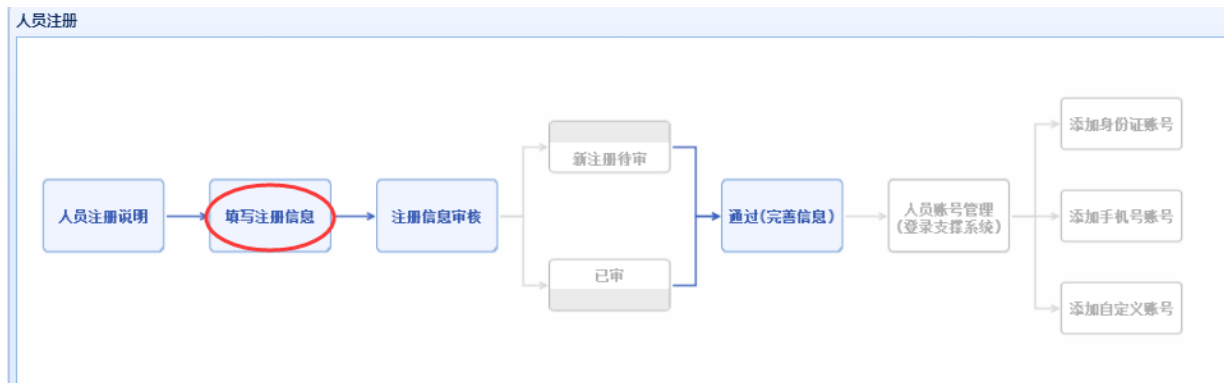 人员注册
人员注册说明
填写注册信息
注册信息审核
新注册待审
已审
通过(完善信息)
人员账号管理
(登录支撑系统)
添加身份证账号
添加手机号账号
添加自定义账号